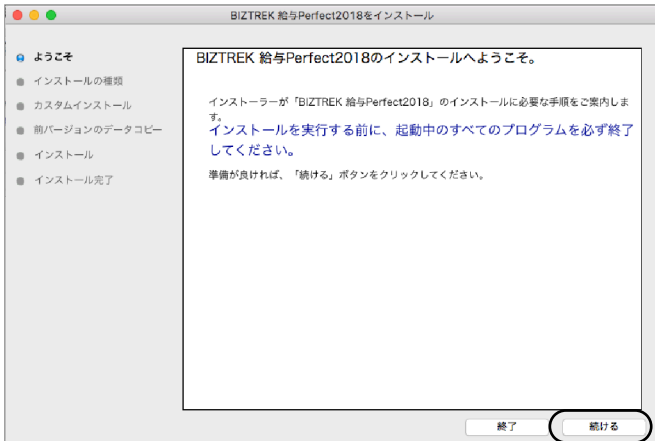 BIZTREK 給与Perfect2018をインストール
ようこそ
インストールの種類
カスタムインストール
前バージョンのデータコピー
インストール
インストール完了
BIZTREK 給与Perfect2018のインストールへようこそ。
インストーラーが「BIZTREK 給与Perfect2018」のインストールに必要な手順をご案内しま
す。
インストールを実行する前に、起動中のすべてのプログラムを必ず終了
してください。
準備が良ければ、「続ける」ボタンをクリックしてください。
終了
続ける